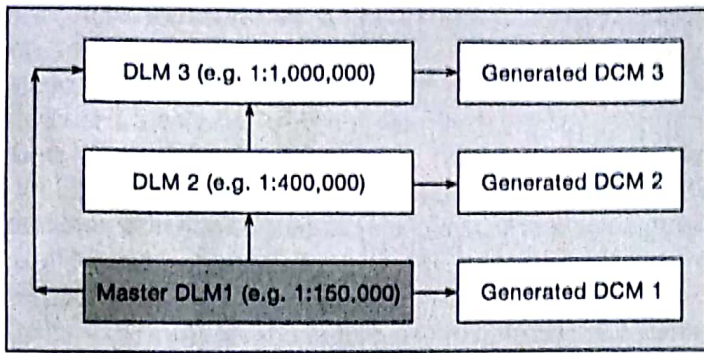 DLM 3 (e.g. 1:1,000,000)
Generated DCM 3
DLM 2 (e.g. 1:400,000)
Generated DCM 2
Master DLM1 (e.g. 1:150,000)
Generated DCM 1